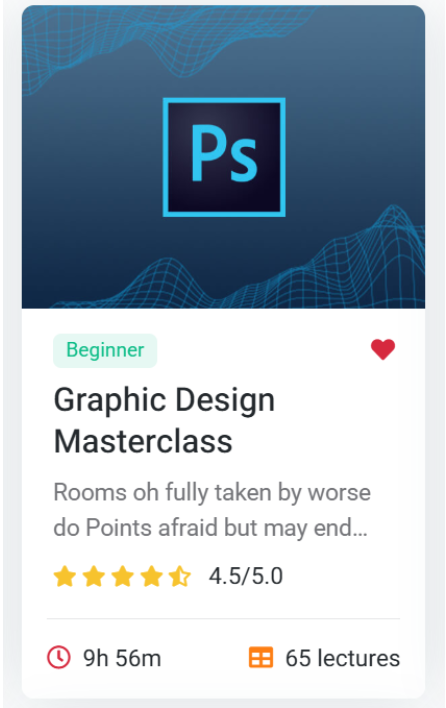 Ps
Beginner
Graphic Design
Masterclass
Rooms oh fully taken by worse
do Points afraid but may end...
4.5/5.0
9h 56m 65 lectures